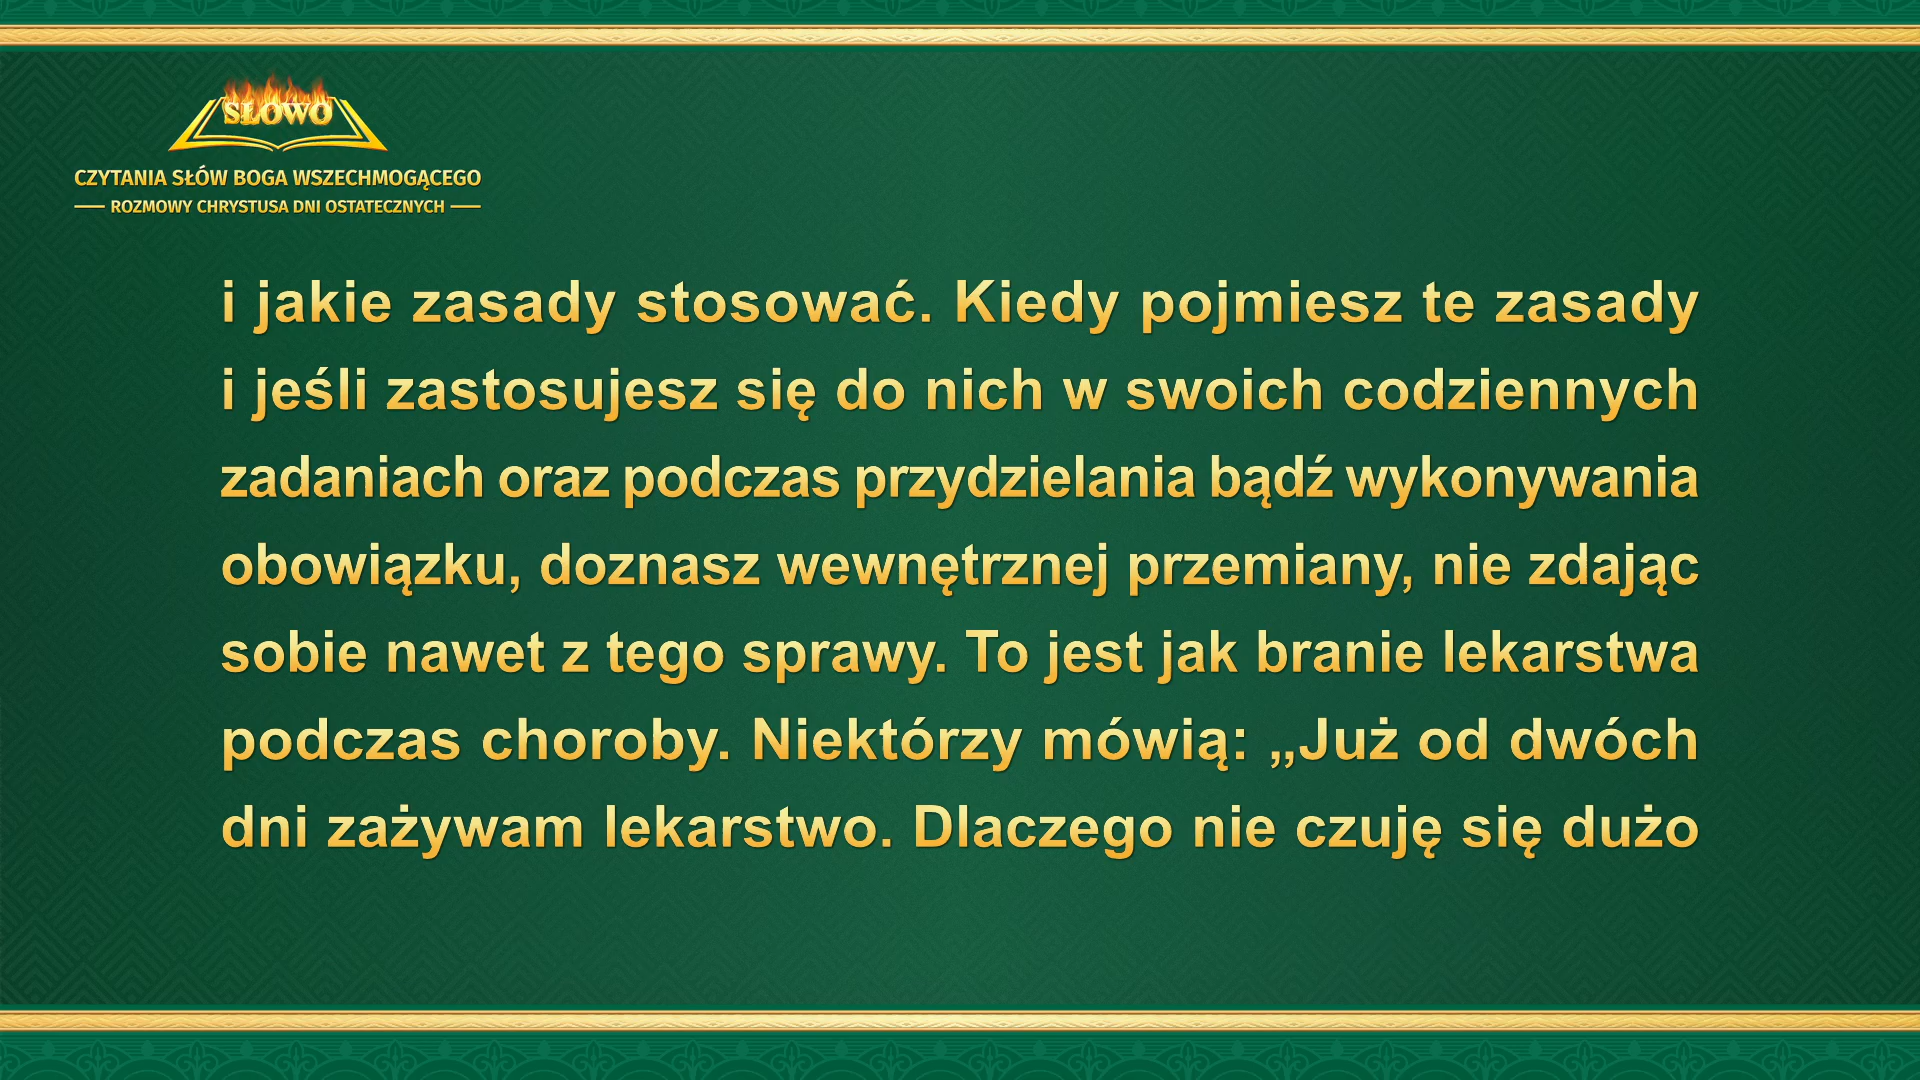 SŁOWO
CZYTANIA SŁÓW BOGA WSZECHMOGĄCEGO
ROZMOWY CHRYSTUSA DNI OSTATECZNYCH
i jakie zasady stosować. Kiedy pojmiesz te zasady
i jeśli zastosujesz się do nich w swoich codziennych
zadaniach oraz podczas przydzielania bądź wykonywania
obowiązku, doznasz wewnętrznej przemiany, nie zdając
sobie nawet z tego sprawy. To jest jak branie lekarstwa
podczas choroby. Niektórzy mówią: „Już od dwóch
dni zażywam lekarstwo. Dlaczego nie czuję się dużo